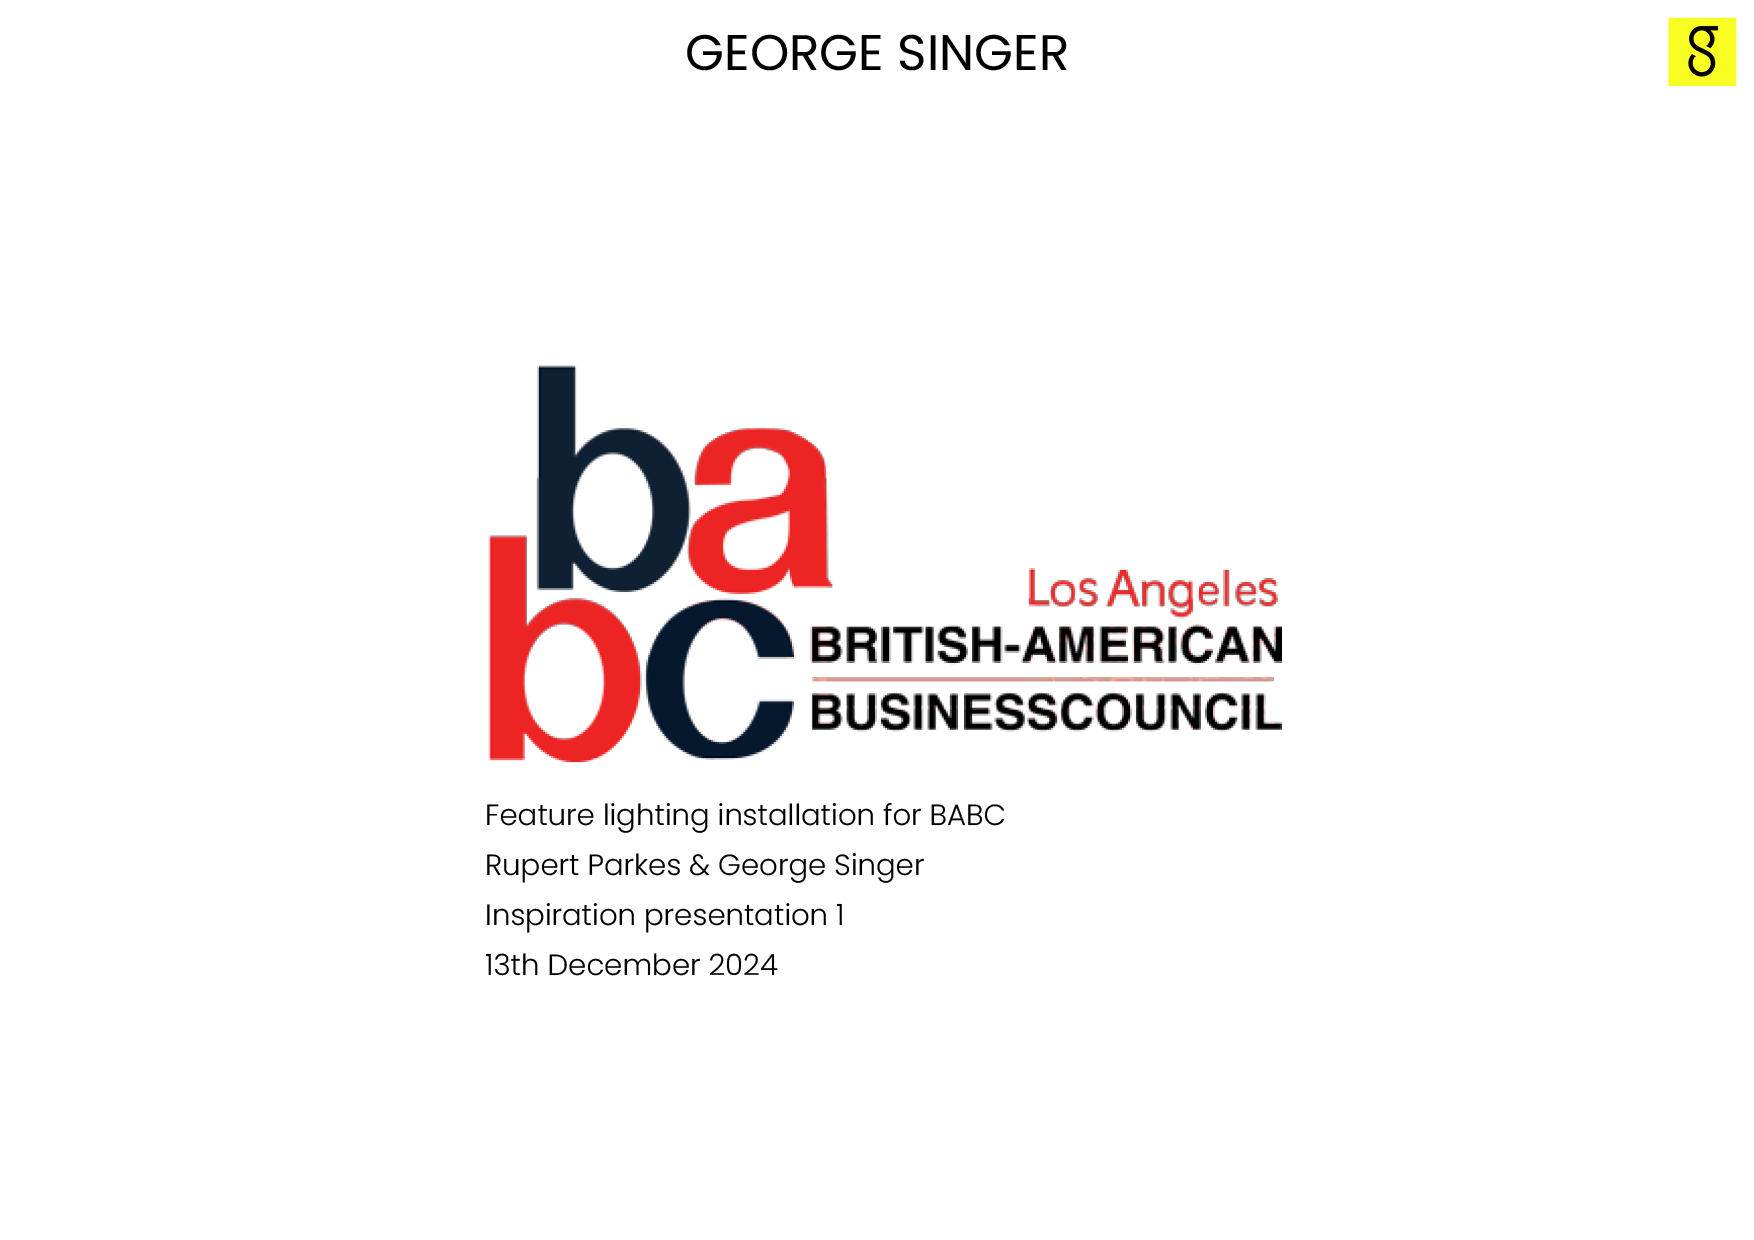 GEORGE SINGER
ba
bc
Los Angeles
BRITISH-AMERICAN
BUSINESSCOUNCIL
Feature lighting installation for BABC
Rupert Parkes & George Singer
Inspiration presentation 1
13th December 2024